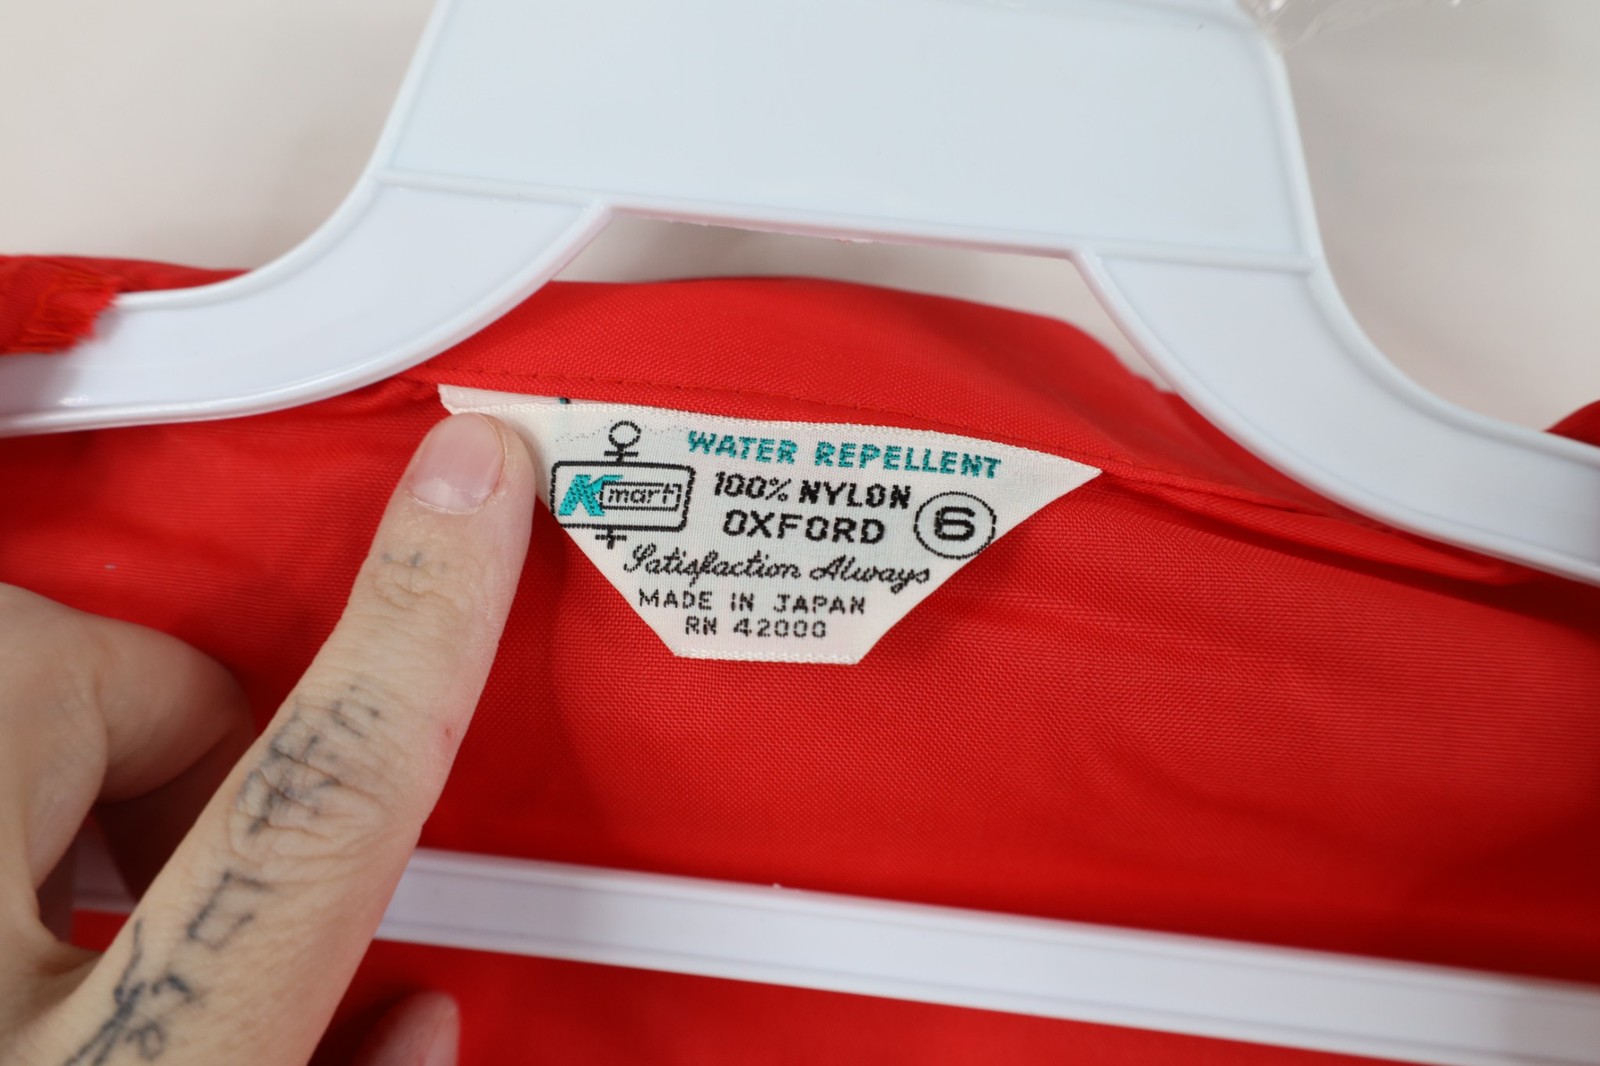 WATER REPELLENT
Kmart
100% NYLON
OXFORD
6
Satisfaction Always
MADE IN JAPAN
RN 42000